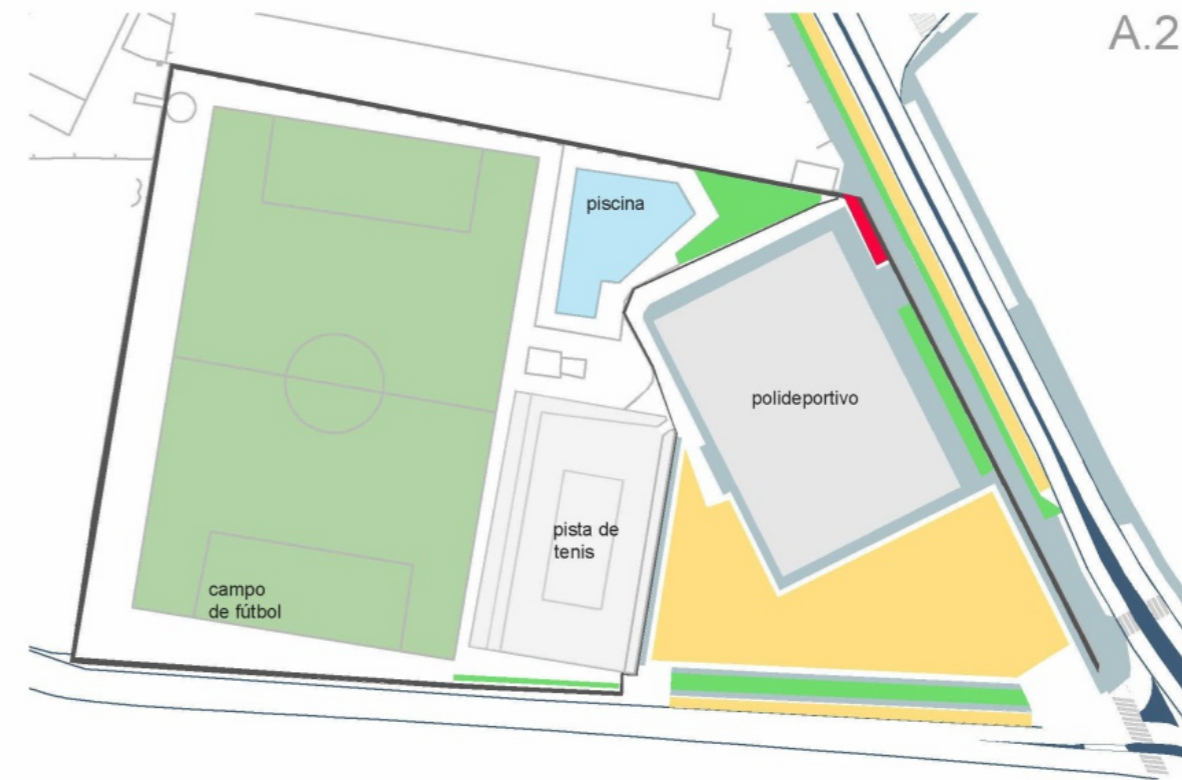 A.2
piscina
polideportivo
pista de
tenis
campo
de fútbol